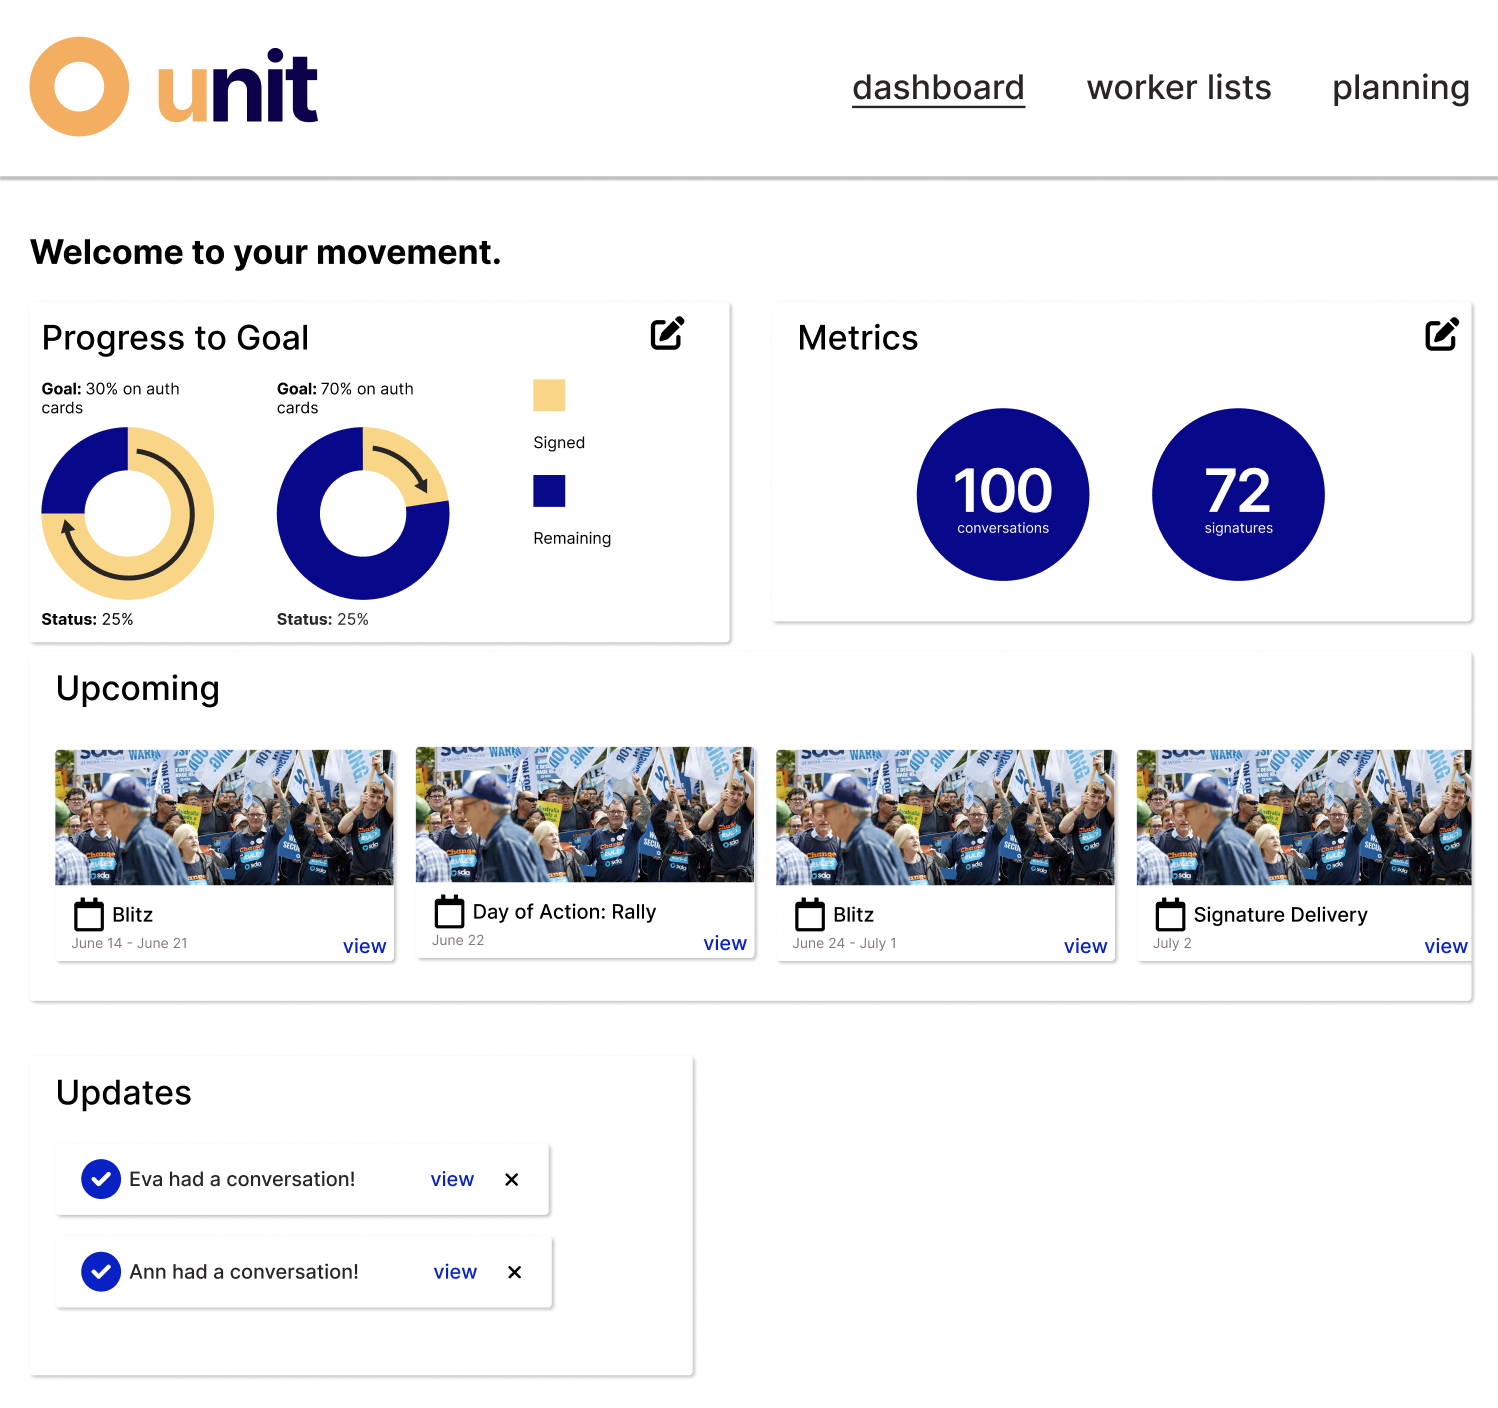 unit
dashboard
worker lists
planning
Welcome to your movement.
Progress to Goal
Goal: 30% on auth
cards
Status: 25%
Goal: 70% on auth
cards
Status: 25%
Signed
Remaining
Metrics
100
conversations
72
signatures
Upcoming
Blitz
June 14 - June 21
view
Day of Action: Rally
June 22
view
Blitz
June 24 - July 1
view
Signature Delivery
July 2
view
Updates
Eva had a conversation!
view
Ann had a conversation!
view